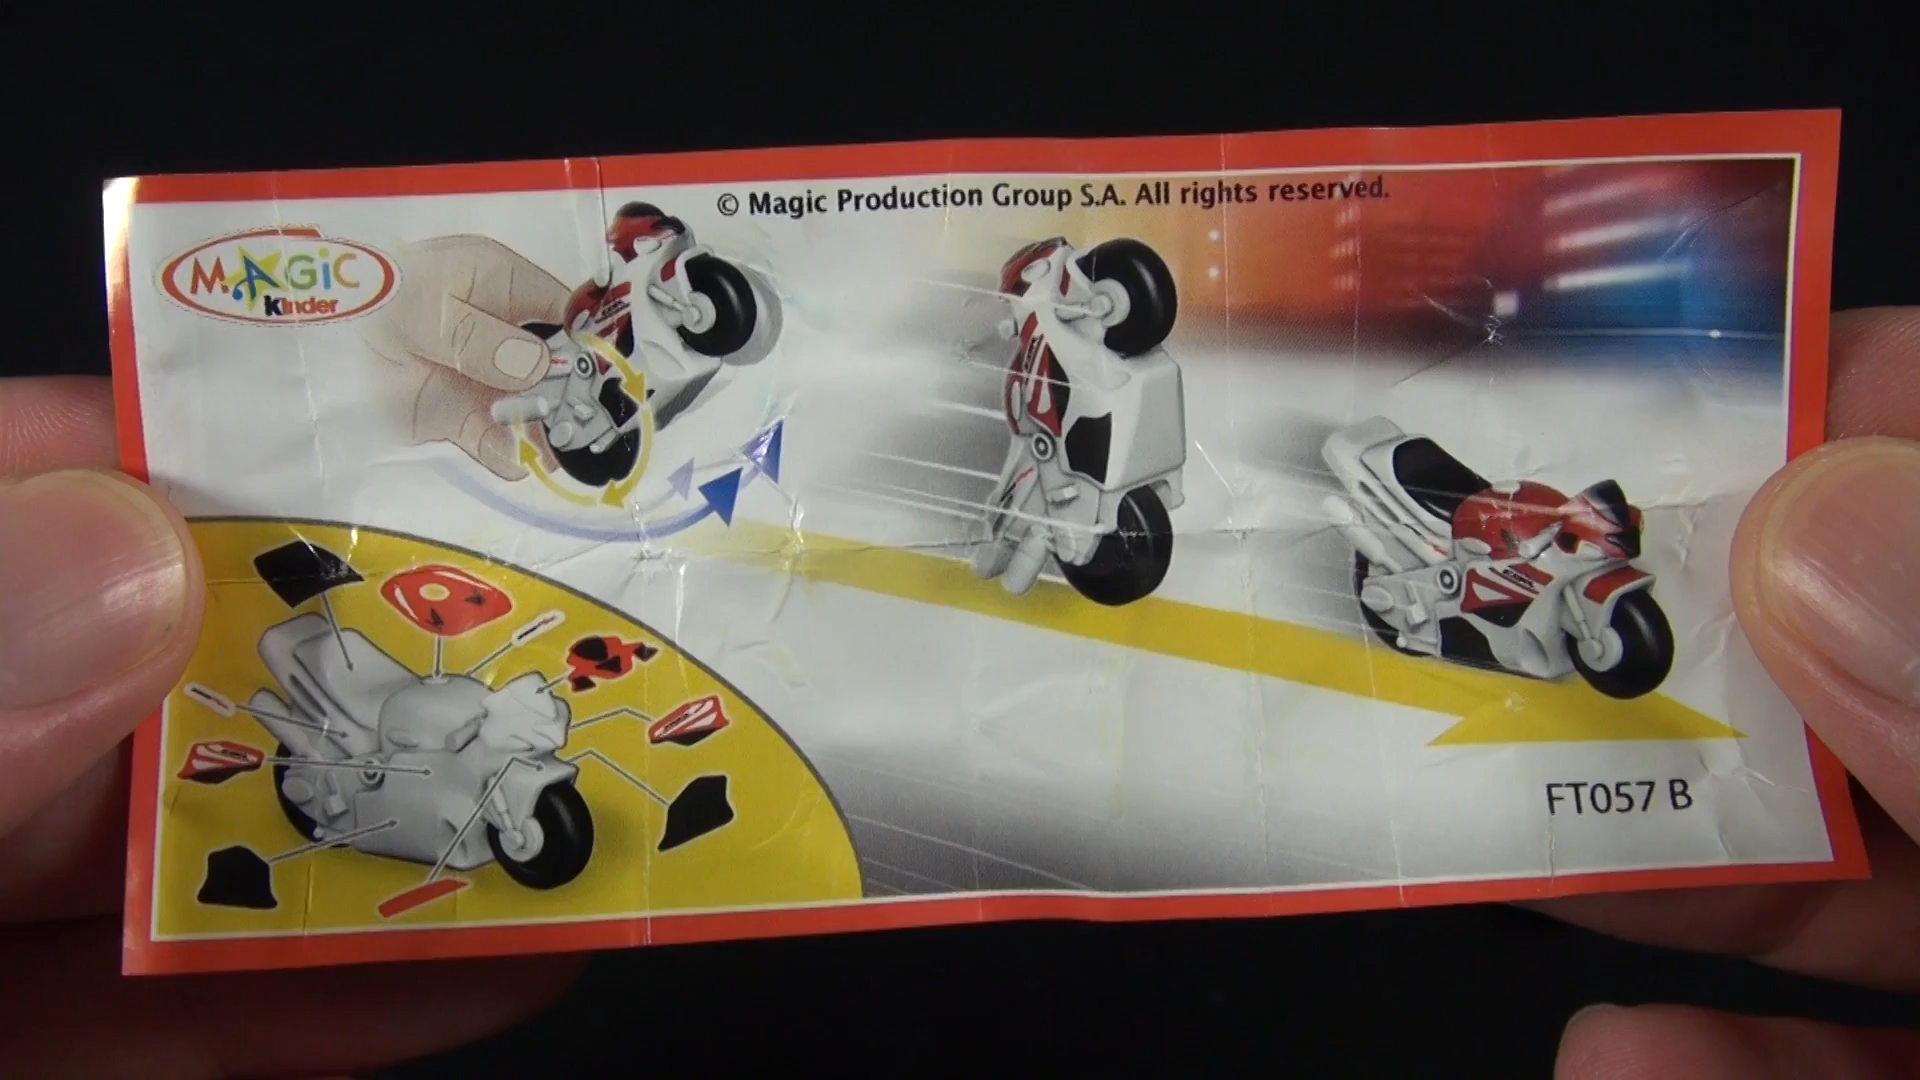 © Magic Production Group S.A. All rights reserved.
MAGiC
Kinder
FT057 B